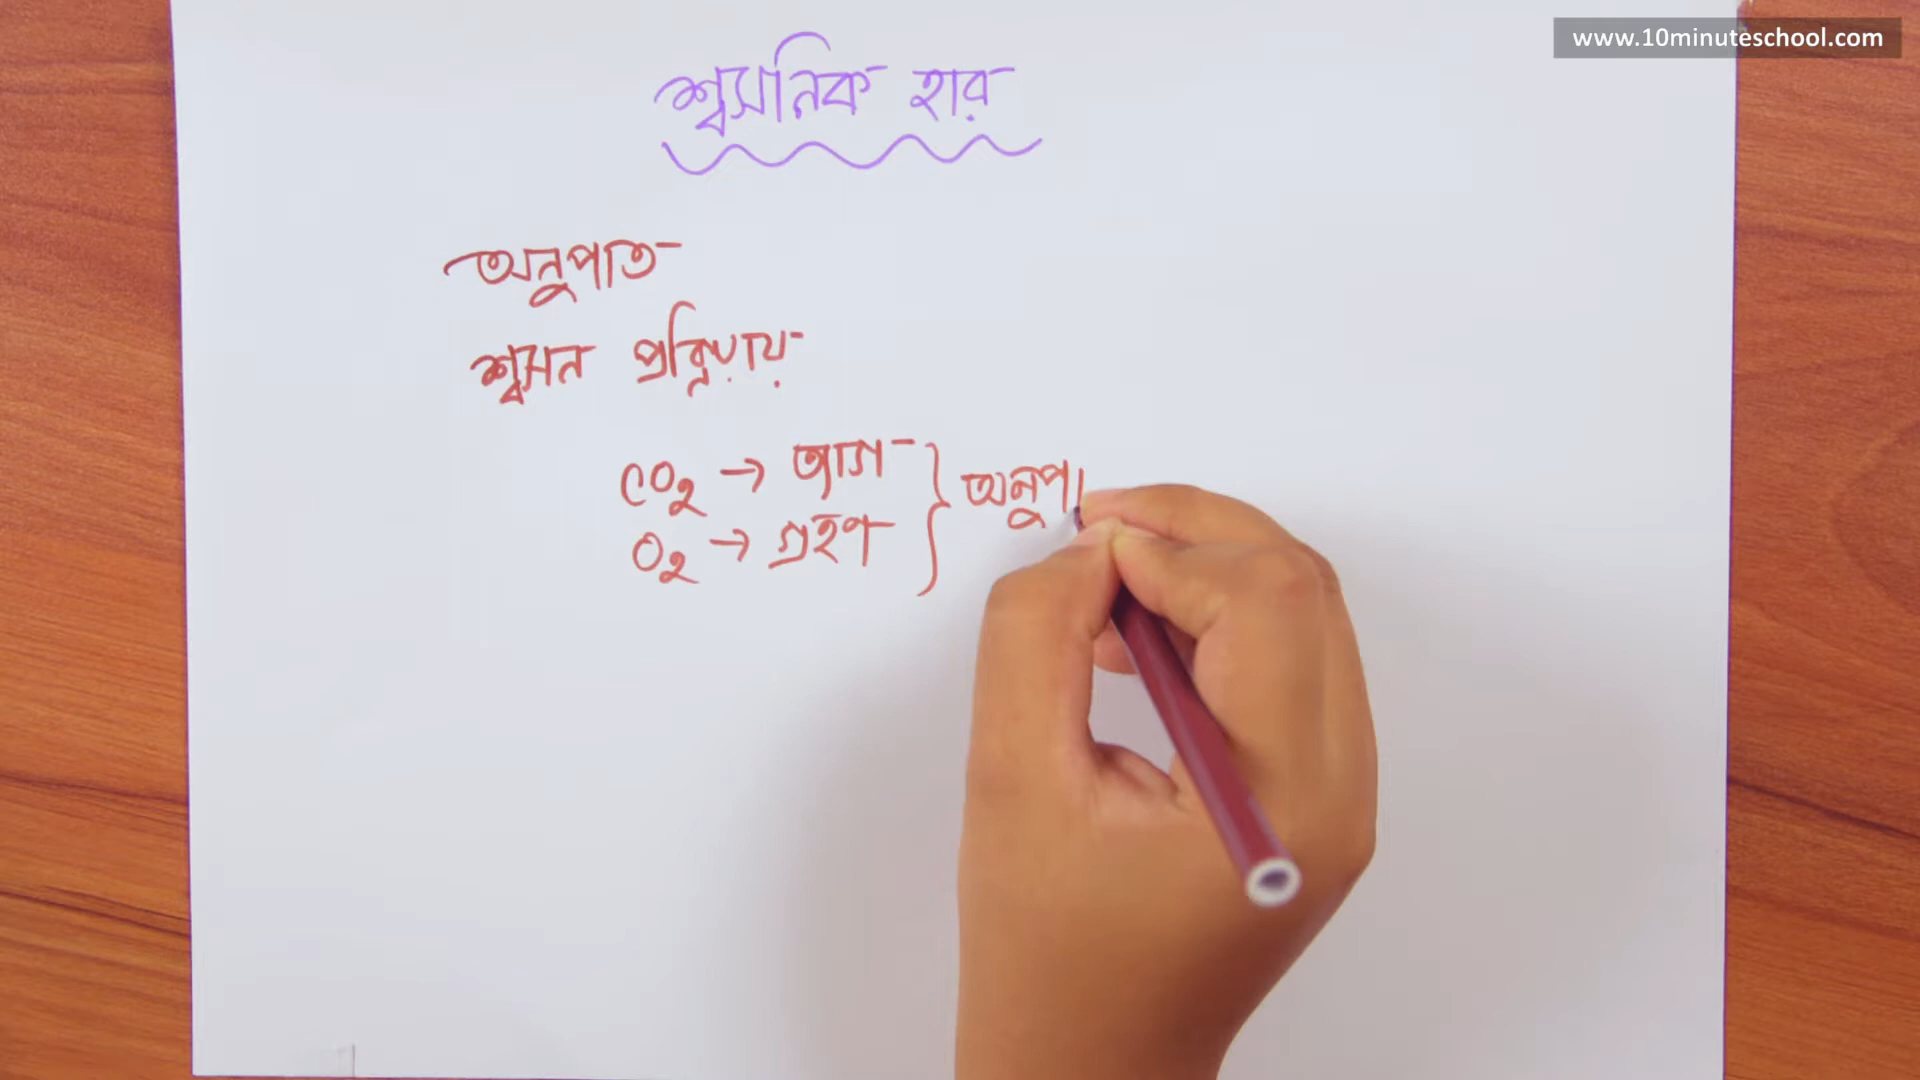 www.10minuteschool.com
শ্বসনিক হার
অনুপাত
শ্বসন প্রক্রিয়ায়
CO₂ → ত্যাগ
O₂ → গ্রহণ
অনুপা